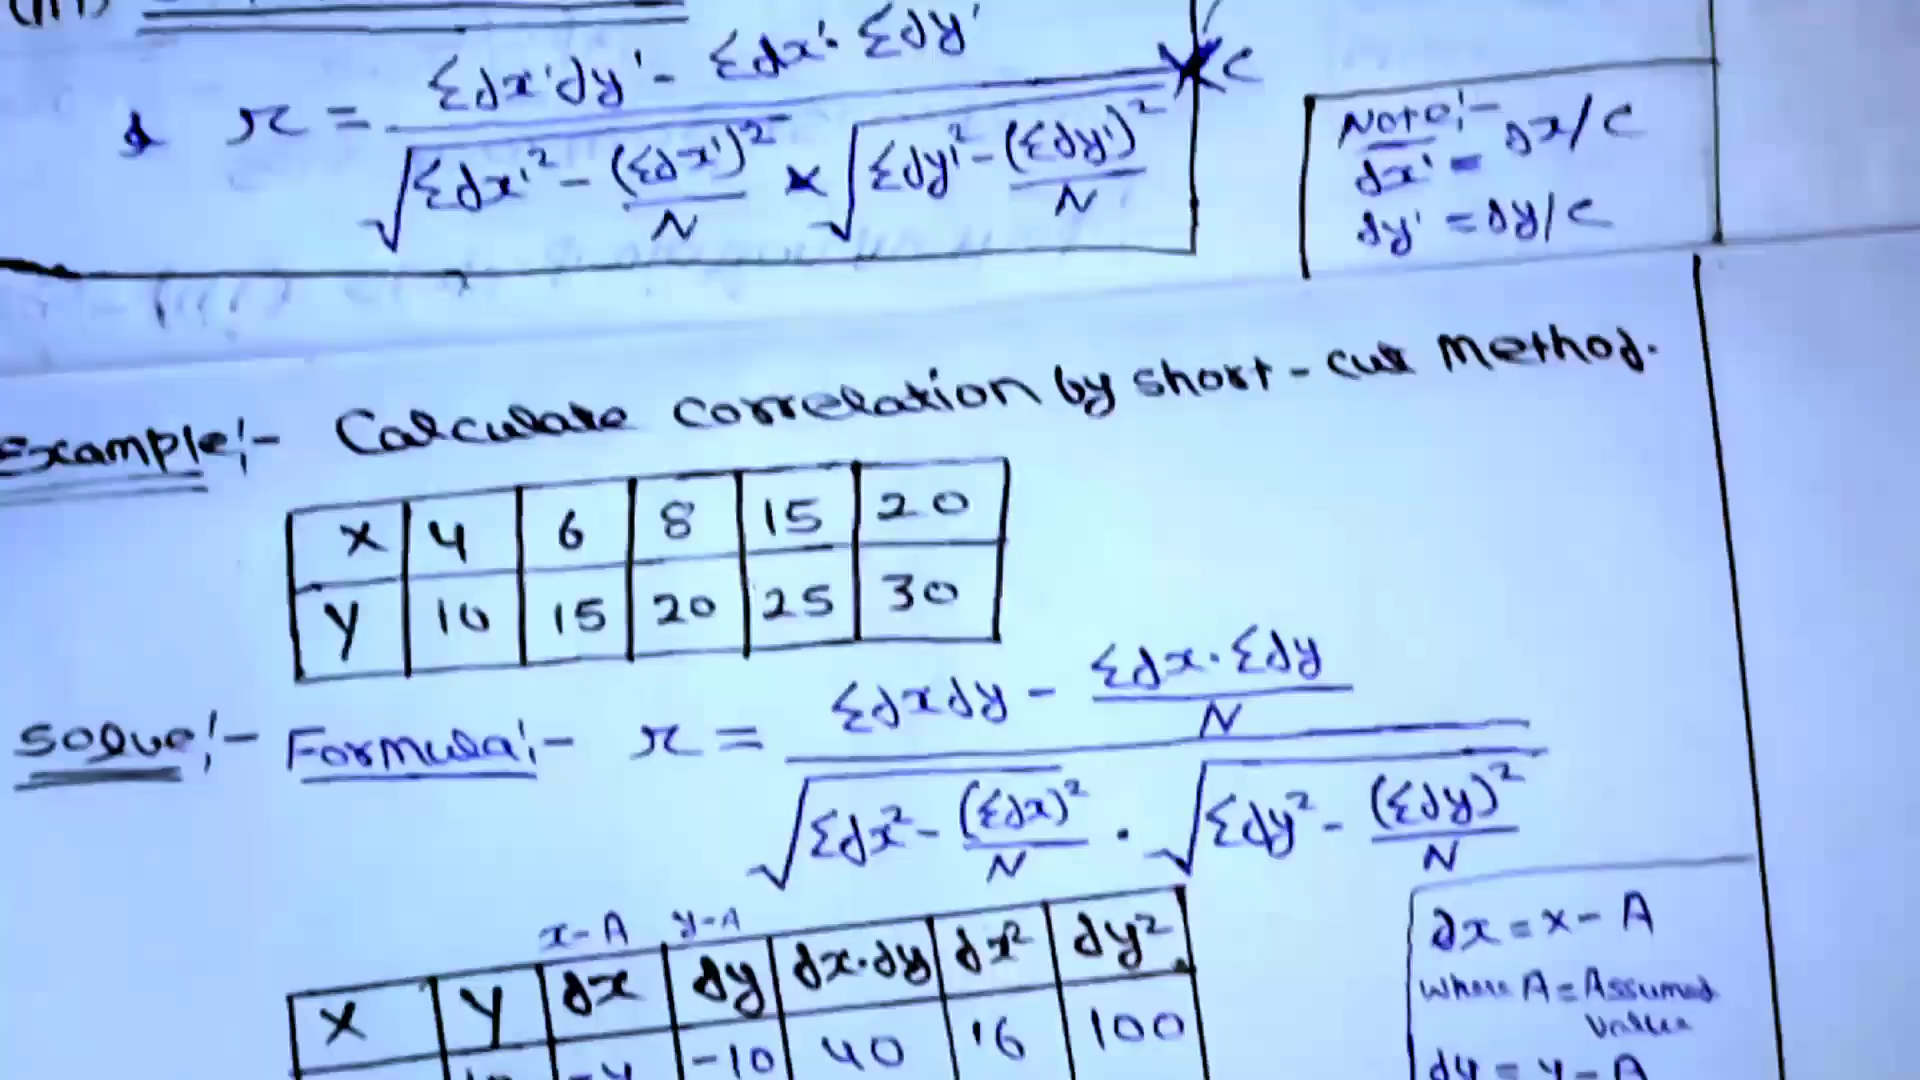 (iii)
r = Σdx'dy' - Σdx'. Σdy'
√Σdx'² - (Σdx')²/N × √Σdy'² - (Σdy')²/N
× C
Note:- dx' = dx/C
dy' = dy/C
Example:- Calculate correlation by short-cut method.
X 4 6 8 15 20
Y 10 15 20 25 30
Solve:- Formula:- r = Σdxdy - Σdx.Σdy/N
√Σdx² - (Σdx)²/N . √Σdy² - (Σdy)²/N
x-A y-A
X Y dx dy dx.dy dx² dy²
-4 -10 40 16 100
dx = x - A
where A = Assumed
value
dy = y - A